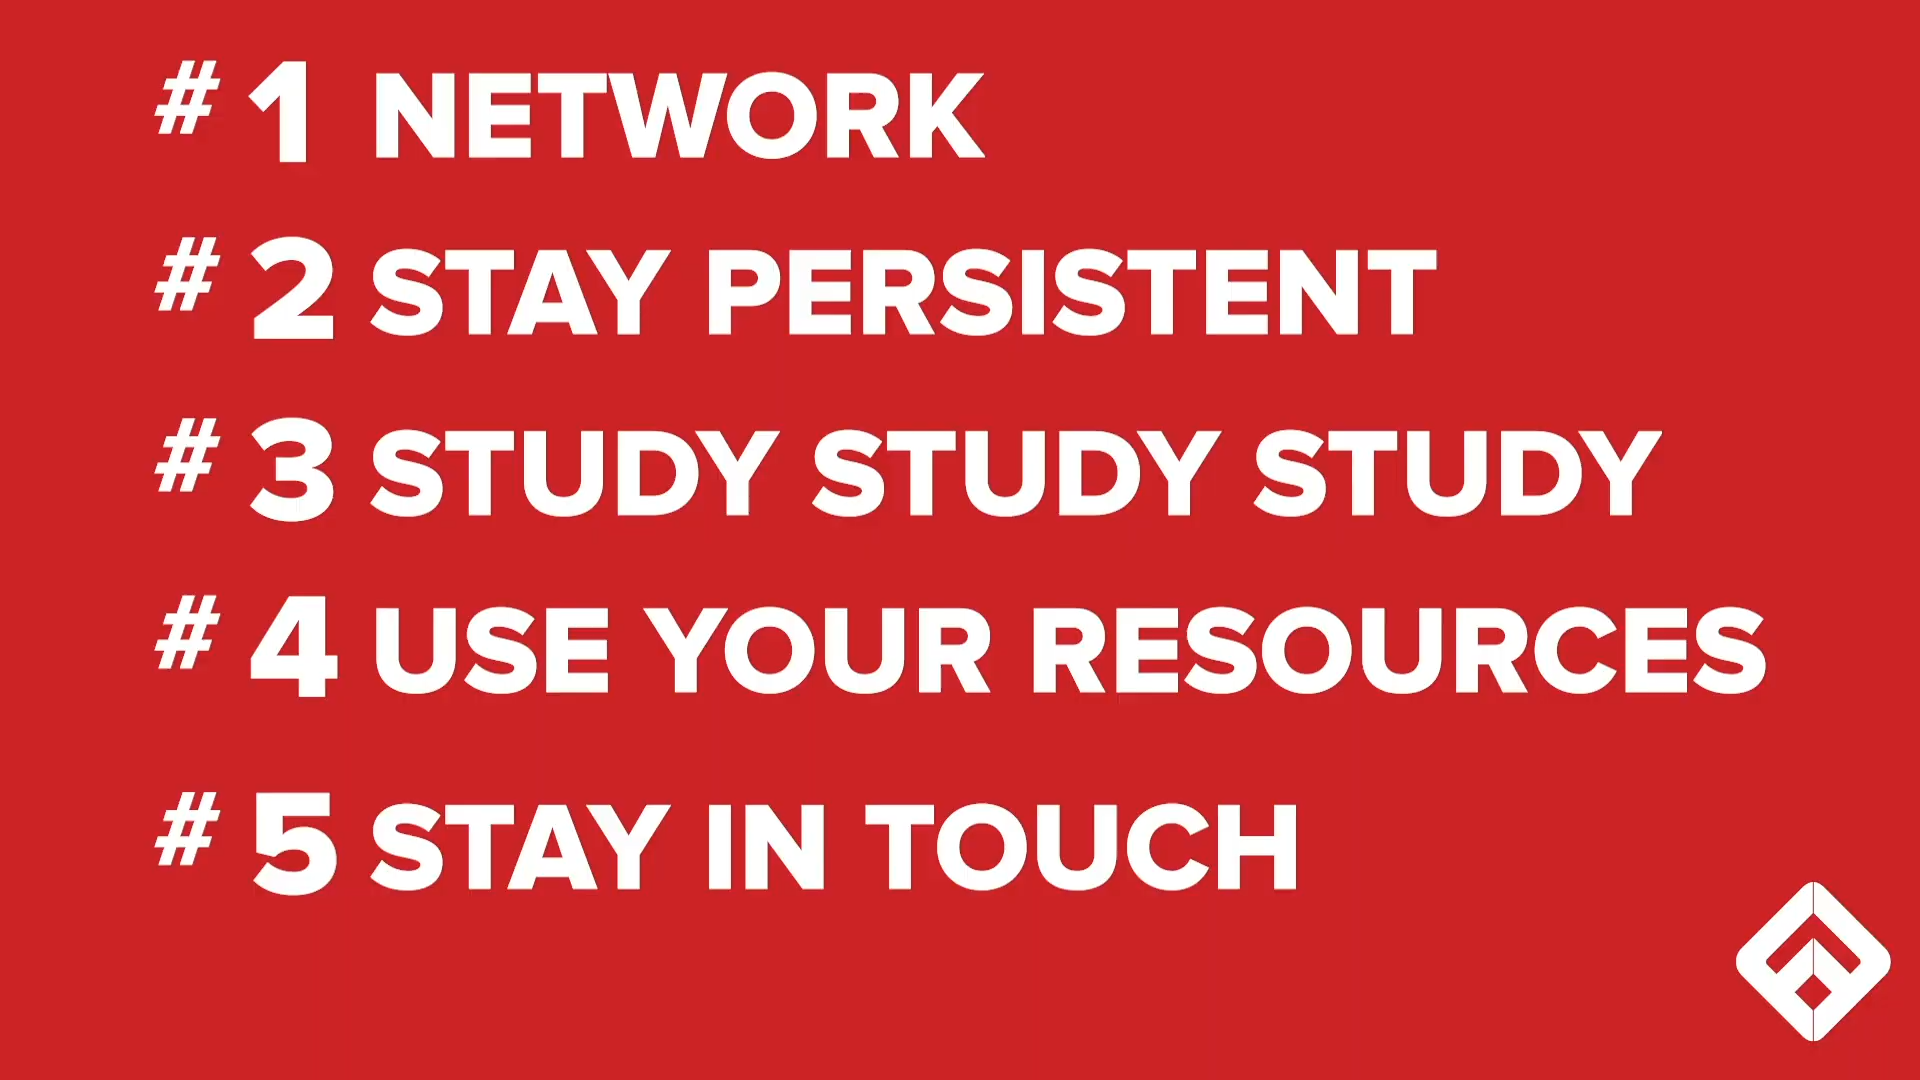 # 1 NETWORK
# 2 STAY PERSISTENT
# 3 STUDY STUDY STUDY
# 4 USE YOUR RESOURCES
# 5 STAY IN TOUCH